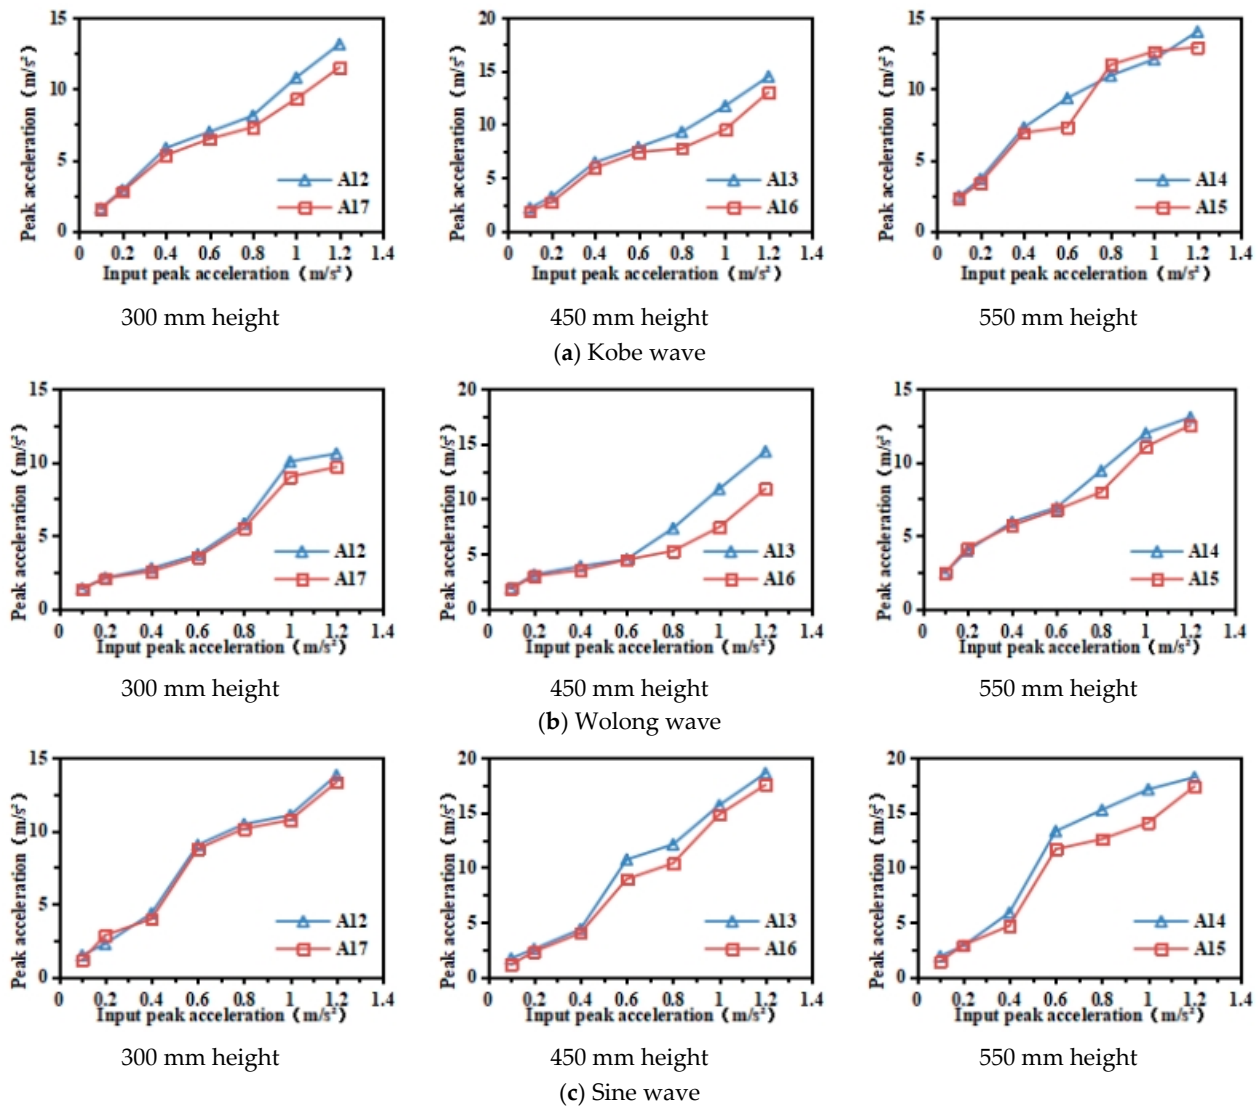 15
10
5
0
Peak acceleration (m/s²)
A12
A17
0 0.2 0.4 0.6 0.8 1 1.2 1.4
Input peak acceleration (m/s²)
20
15
10
5
0
Peak acceleration (m/s²)
A13
A16
0 0.2 0.4 0.6 0.8 1 1.2 1.4
Input peak acceleration (m/s²)
15
10
5
0
Peak acceleration (m/s²)
A14
A15
0 0.2 0.4 0.6 0.8 1 1.2 1.4
Input peak acceleration (m/s²)
300 mm height 450 mm height 550 mm height
(a) Kobe wave
15
10
5
0
Peak acceleration (m/s²)
A12
A17
0 0.2 0.4 0.6 0.8 1 1.2 1.4
Input peak acceleration (m/s²)
20
15
10
5
0
Peak acceleration (m/s²)
A13
A16
0 0.2 0.4 0.6 0.8 1 1.2 1.4
Input peak acceleration (m/s²)
15
10
5
0
Peak acceleration (m/s²)
A14
A15
0 0.2 0.4 0.6 0.8 1 1.2 1.4
Input peak acceleration (m/s²)
300 mm height 450 mm height 550 mm height
(b) Wolong wave
15
10
5
0
Peak acceleration (m/s²)
A12
A17
0 0.2 0.4 0.6 0.8 1 1.2 1.4
Input peak acceleration (m/s²)
20
15
10
5
0
Peak acceleration (m/s²)
A13
A16
0 0.2 0.4 0.6 0.8 1 1.2 1.4
Input peak acceleration (m/s²)
20
15
10
5
0
Peak acceleration (m/s²)
A14
A15
0 0.2 0.4 0.6 0.8 1 1.2 1.4
Input peak acceleration (m/s²)
300 mm height 450 mm height 550 mm height
(c) Sine wave